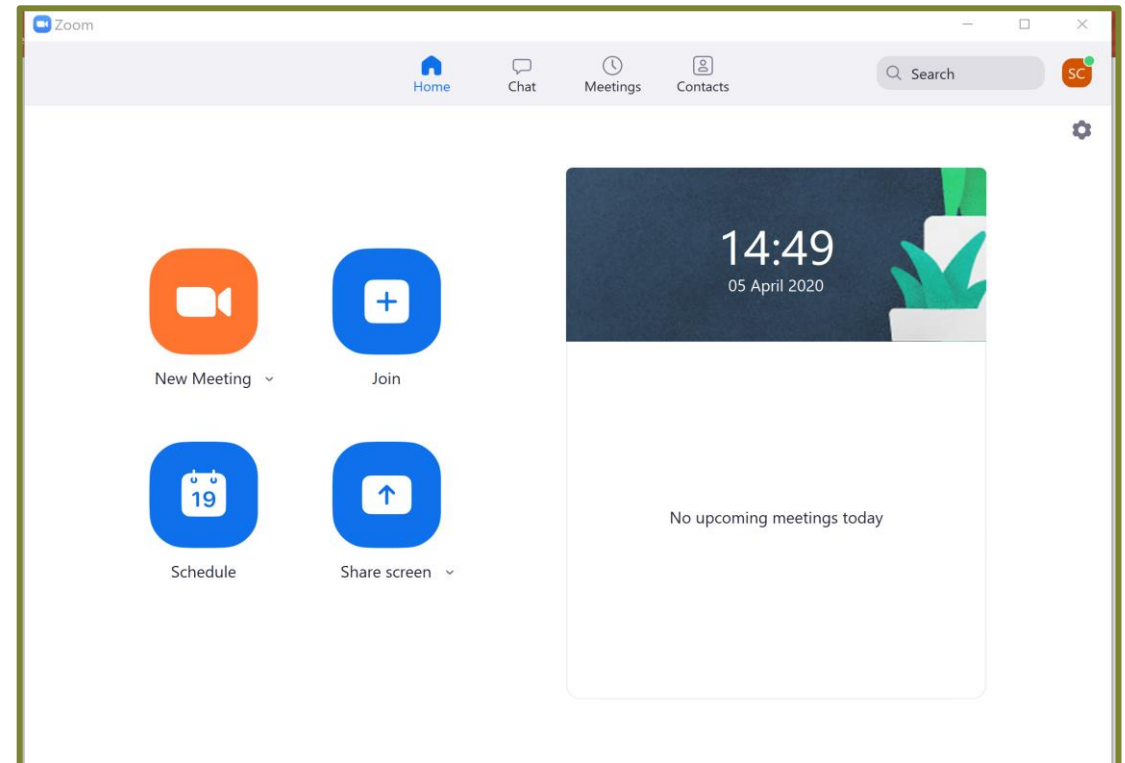 Zoom
Home Chat Meetings Contacts
Search
SC
14:49
05 April 2020
New Meeting
Join
19
Schedule
Share screen
No upcoming meetings today